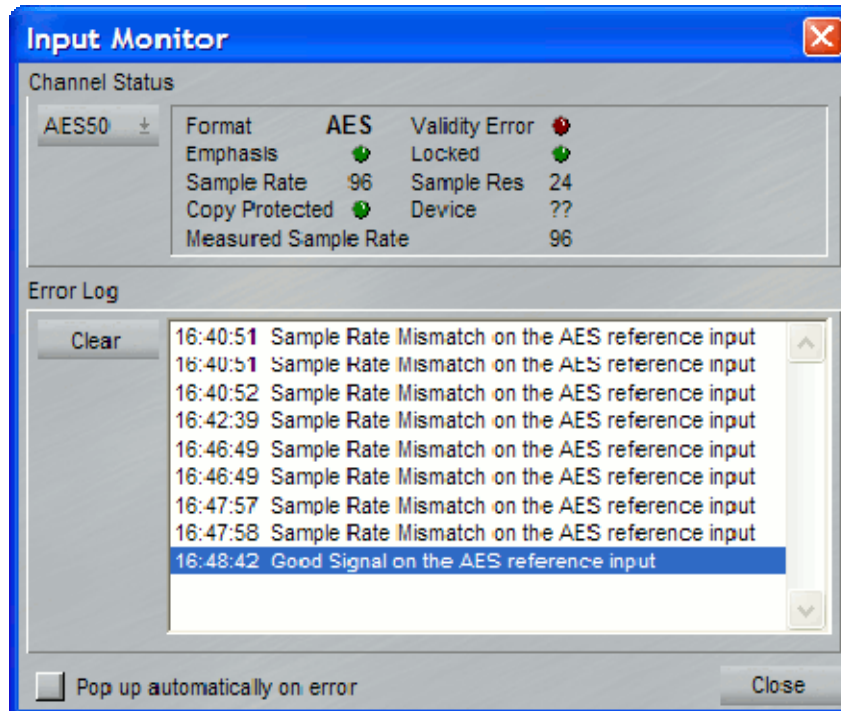 Input Monitor
Channel Status
AES50
Format AES Validity Error
Emphasis Locked
Sample Rate 96 Sample Res 24
Copy Protected Device ??
Measured Sample Rate 96
Error Log
Clear
16:40:51 Sample Rate Mismatch on the AES reference input
16:40:51 Sample Rate Mismatch on the AES reference input
16:40:52 Sample Rate Mismatch on the AES reference input
16:42:39 Sample Rate Mismatch on the AES reference input
16:46:49 Sample Rate Mismatch on the AES reference input
16:46:49 Sample Rate Mismatch on the AES reference input
16:47:57 Sample Rate Mismatch on the AES reference input
16:47:58 Sample Rate Mismatch on the AES reference input
16:48:42 Good Signal on the AES reference input
Pop up automatically on error
Close